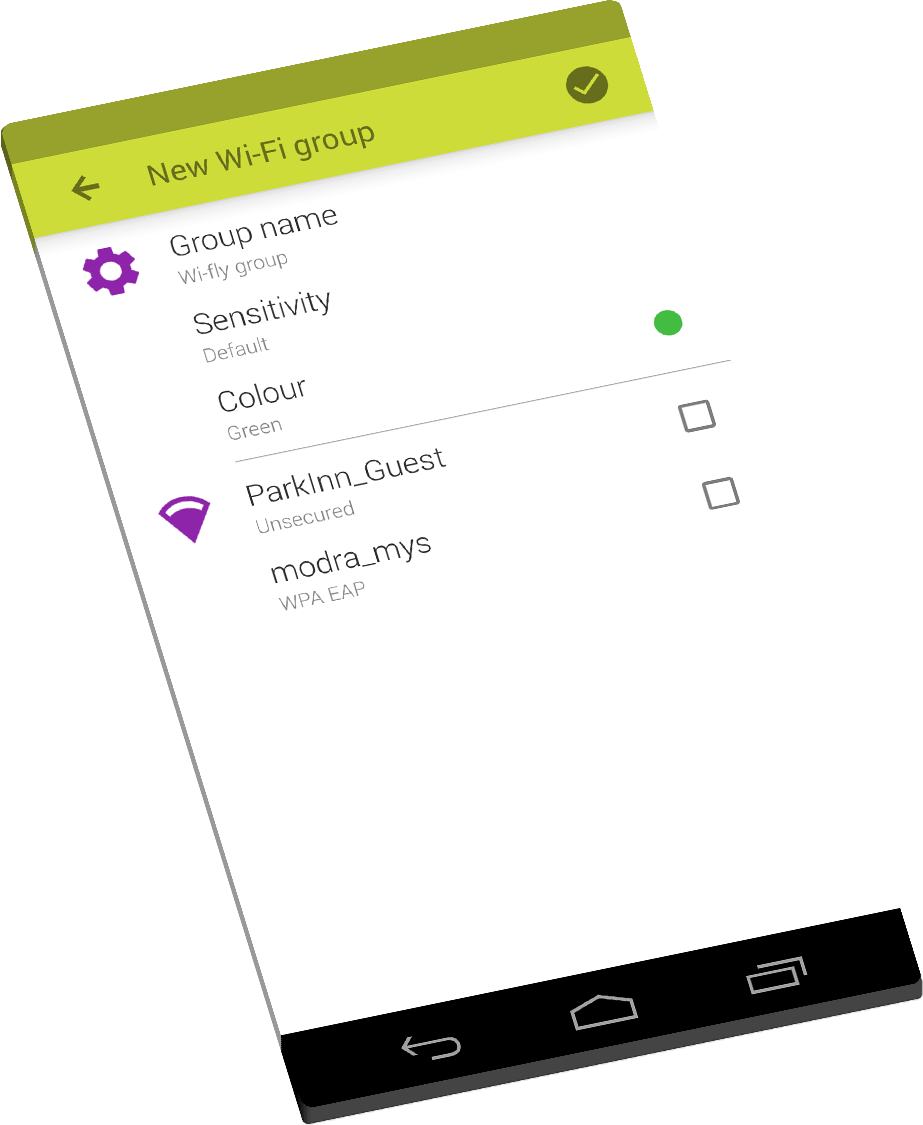 New Wi-Fi group
Group name
Wi-fly group
Sensitivity
Default
Colour
Green
ParkInn_Guest
Unsecured
modra_mys
WPA EAP